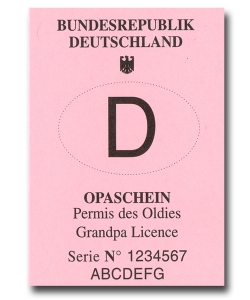 BUNDESREPUBLIK
DEUTSCHLAND
D
OPASCHEIN
Permis des Oldies
Grandpa Licence
Serie N° 1234567
ABCDEFG